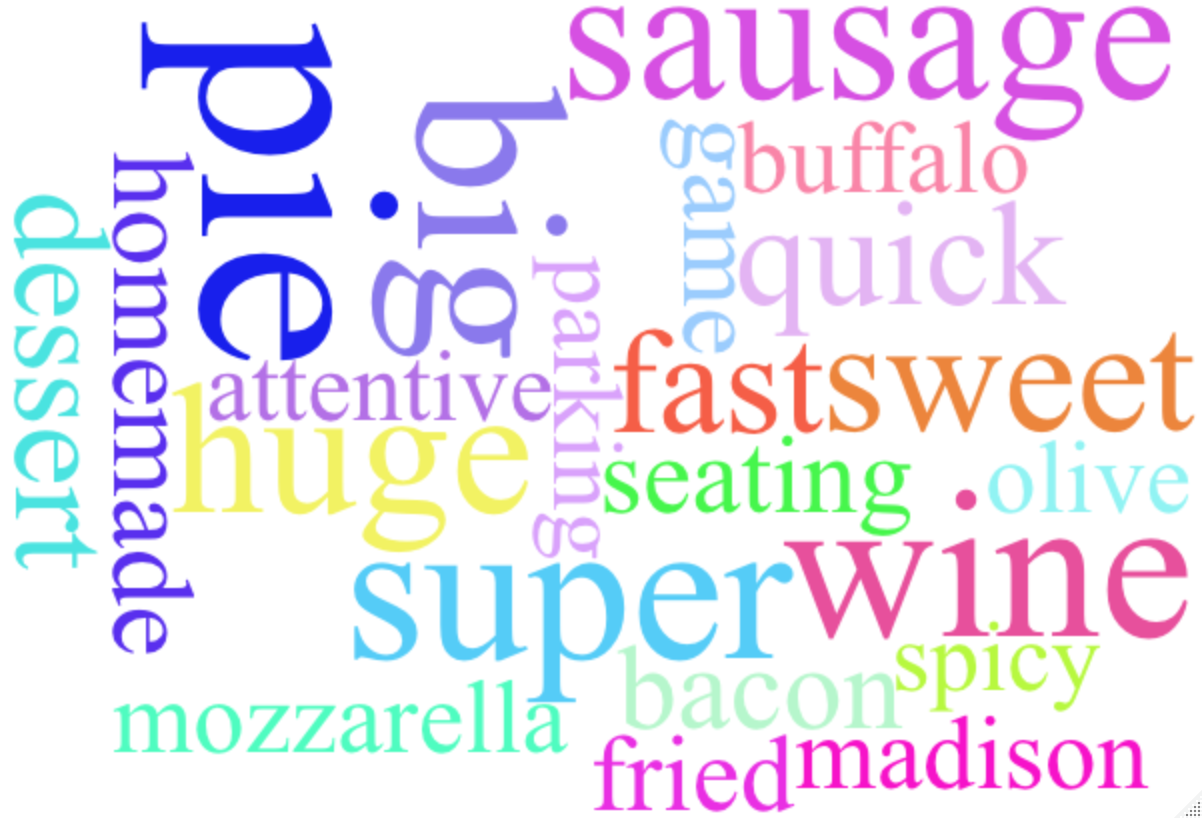 sausage
pie
big
game
buffalo
homemade
dessert
quick
parking
fast
sweet
attentive
huge
seating
olive
wine
super
spicy
bacon
mozzarella
madison
fried